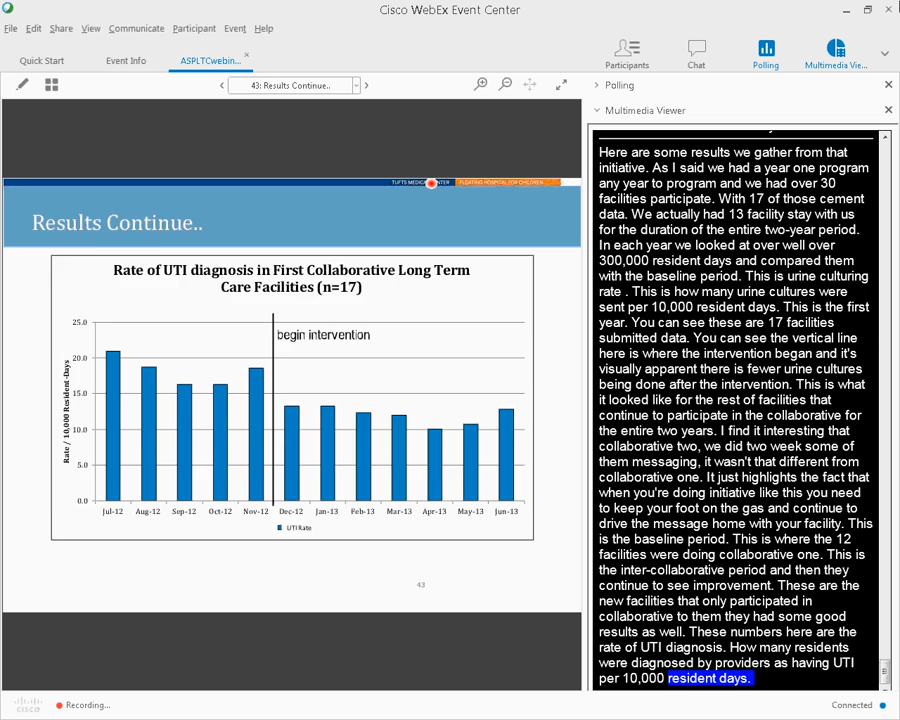 Cisco WebEx Event Center
File Edit Share View Communicate Participant Event Help
Quick Start Event Info ASPLTCwebin...
Participants Chat Polling Multimedia Vie...
43: Results Continue..
Polling
Multimedia Viewer
TUFTS MEDICAL CENTER FLOATING HOSPITAL FOR CHILDREN
Results Continue..
Rate of UTI diagnosis in First Collaborative Long Term
Care Facilities (n=17)
begin intervention
Rate / 10,000 Resident-Days
25.0
20.0
15.0
10.0
5.0
0.0
Jul-12 Aug-12 Sep-12 Oct-12 Nov-12 Dec-12 Jan-13 Feb-13 Mar-13 Apr-13 May-13 Jun-13
UTI Rate
43
Here are some results we gather from that
initiative. As I said we had a year one program
any year to program and we had over 30
facilities participate. With 17 of those cement
data. We actually had 13 facility stay with us
for the duration of the entire two-year period.
In each year we looked at over well over
300,000 resident days and compared them
with the baseline period. This is urine culturing
rate . This is how many urine cultures were
sent per 10,000 resident days. This is the first
year. You can see these are 17 facilities
submitted data. You can see the vertical line
here is where the intervention began and it's
visually apparent there is fewer urine cultures
being done after the intervention. This is what
it looked like for the rest of facilities that
continue to participate in the collaborative for
the entire two years. I find it interesting that
collaborative two, we did two week some of
them messaging, it wasn't that different from
collaborative one. It just highlights the fact that
when you're doing initiative like this you need
to keep your foot on the gas and continue to
drive the message home with your facility. This
is the baseline period. This is where the 12
facilities were doing collaborative one. This is
the inter-collaborative period and then they
continue to see improvement. These are the
new facilities that only participated in
collaborative to them they had some good
results as well. These numbers here are the
rate of UTI diagnosis. How many residents
were diagnosed by providers as having UTI
per 10,000 resident days.
cisco Recording... Connected